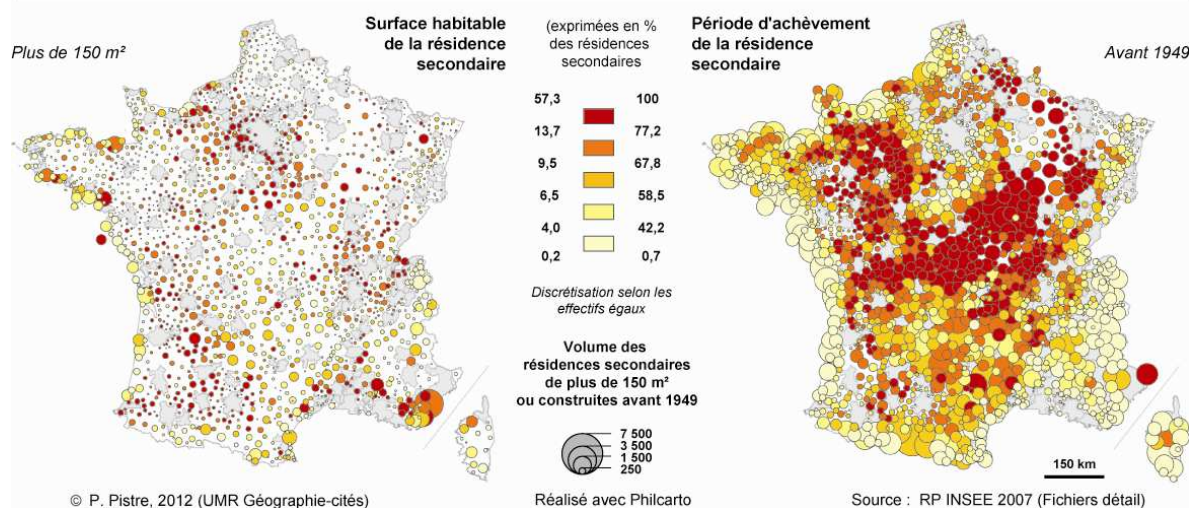 Plus de 150 m²
Surface habitable
de la résidence
secondaire
(exprimées en %
des résidences
secondaires
Période d'achèvement
de la résidence
secondaire
Avant 1949
57,3 100
13,7 77,2
9,5 67,8
6,5 58,5
4,0 42,2
0,2 0,7
Discrétisation selon les
effectifs égaux
Volume des
résidences secondaires
de plus de 150 m²
ou construites avant 1949
7 500
3 500
1 500
250
150 km
© P. Pistre, 2012 (UMR Géographie-cités)
Réalisé avec Philcarto
Source : RP INSEE 2007 (Fichiers détail)